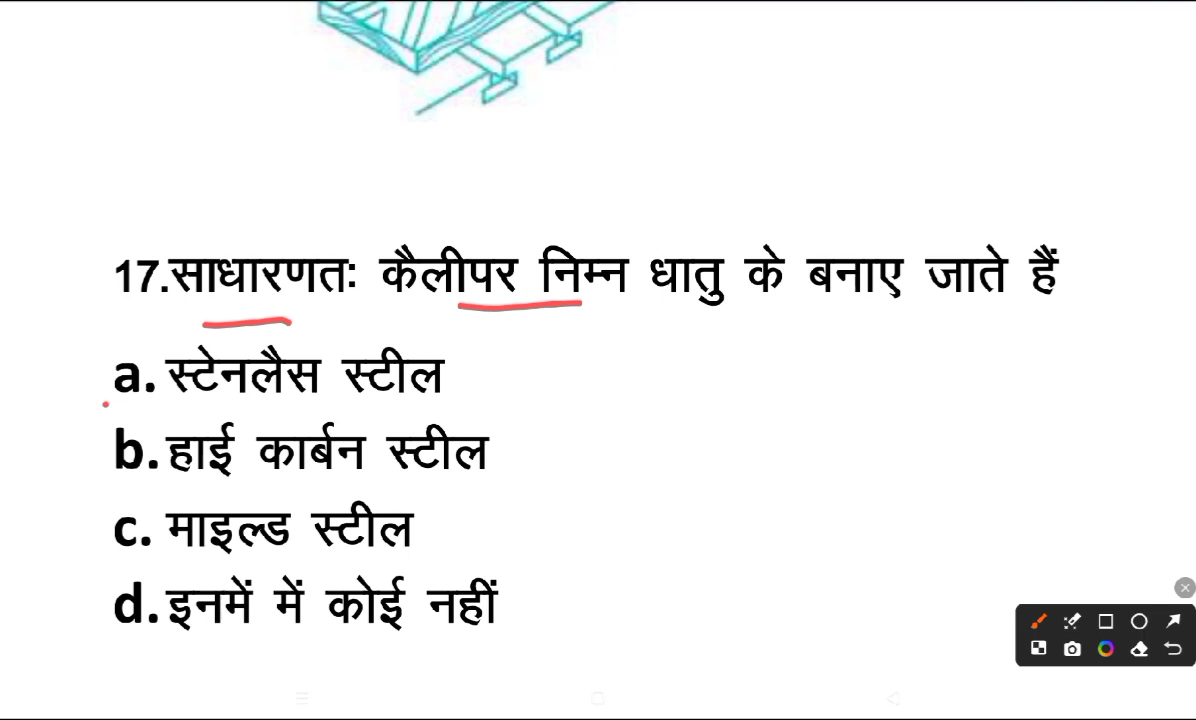 17.साधारणतः कैलीपर निम्न धातु के बनाए जाते हैं
a. स्टेनलैस स्टील
b. हाई कार्बन स्टील
c. माइल्ड स्टील
d. इनमें में कोई नहीं